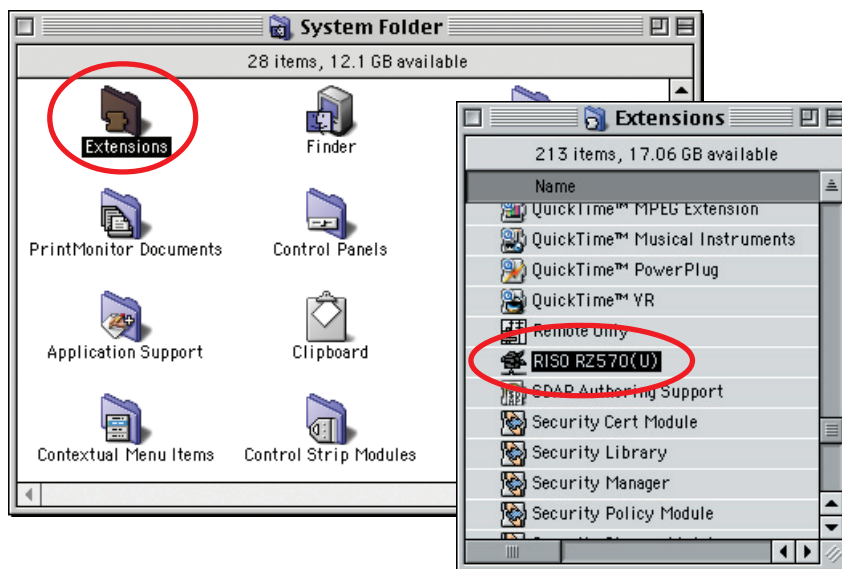 System Folder
28 items, 12.1 GB available
Extensions
Finder
PrintMonitor Documents
Control Panels
Application Support
Clipboard
Contextual Menu Items
Control Strip Modules
Extensions
213 items, 17.06 GB available
Name
QuickTime™ MPEG Extension
QuickTime™ Musical Instruments
QuickTime™ PowerPlug
QuickTime™ VR
Remote Only
RISO RZ570(U)
SDAP Authoring Support
Security Cert Module
Security Library
Security Manager
Security Policy Module